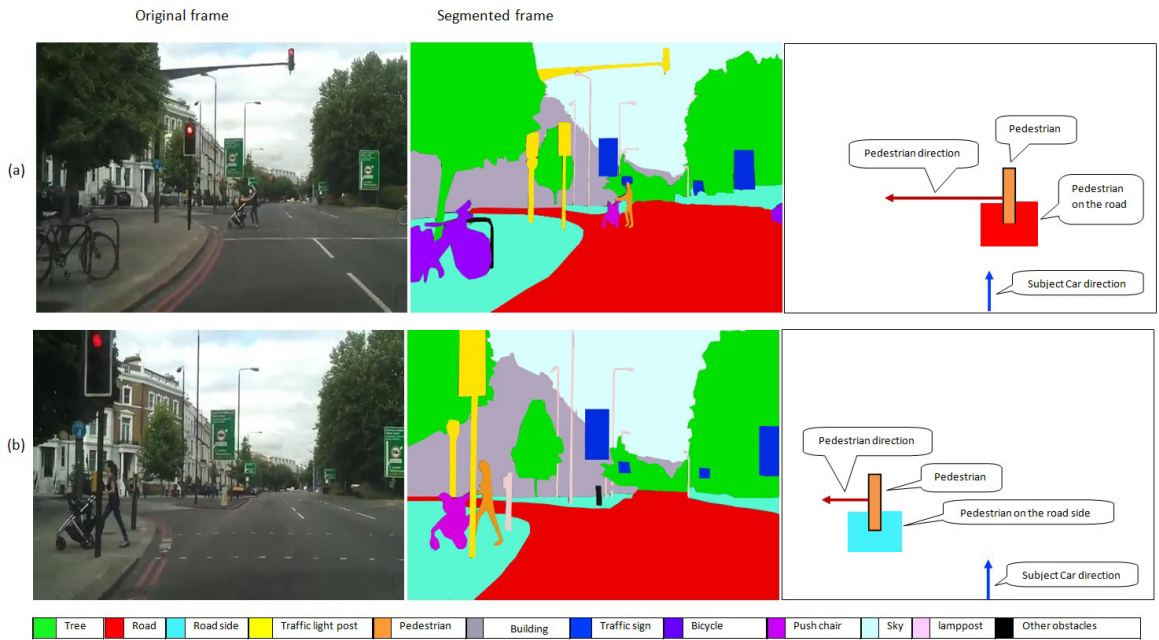 Original frame
Segmented frame
(a)
Pedestrian
Pedestrian direction
Pedestrian
on the road
Subject Car direction
(b)
Pedestrian direction
Pedestrian
Pedestrian on the road side
Subject Car direction
Tree
Road
Road side
Traffic light post
Pedestrian
Building
Traffic sign
Bicycle
Push chair
Sky
lamppost
Other obstacles